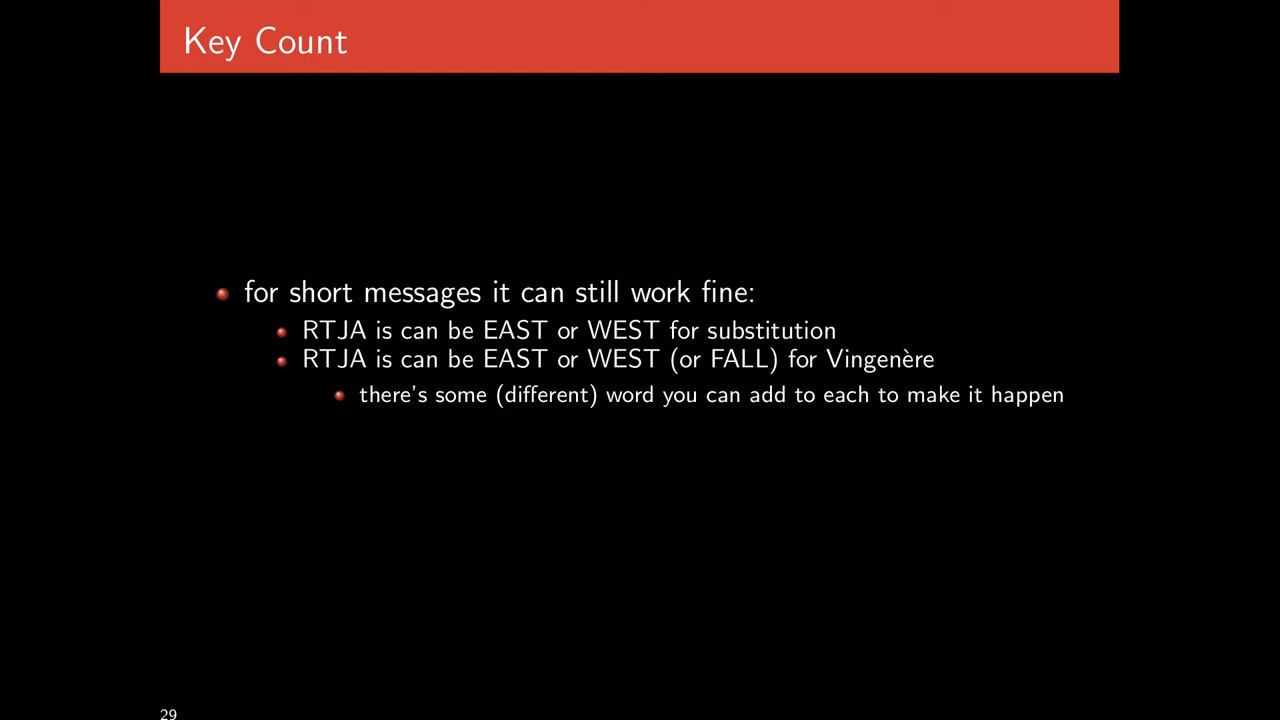 Key Count
for short messages it can still work fine:
RTJA is can be EAST or WEST for substitution
RTJA is can be EAST or WEST (or FALL) for Vingenère
there's some (different) word you can add to each to make it happen
29